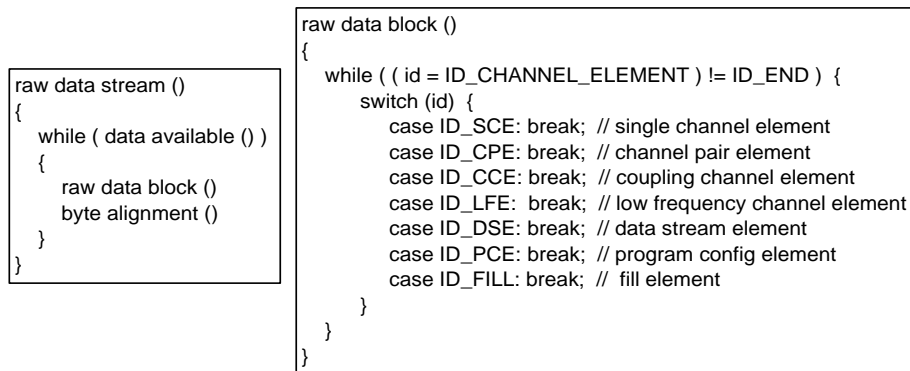 raw data stream ()
{
while ( data available () )
{
raw data block ()
byte alignment ()
}
}
raw data block ()
{
while ( ( id = ID_CHANNEL_ELEMENT ) != ID_END ) {
switch (id) {
case ID_SCE: break; // single channel element
case ID_CPE: break; // channel pair element
case ID_CCE: break; // coupling channel element
case ID_LFE: break; // low frequency channel element
case ID_DSE: break; // data stream element
case ID_PCE: break; // program config element
case ID_FILL: break; // fill element
}
}
}